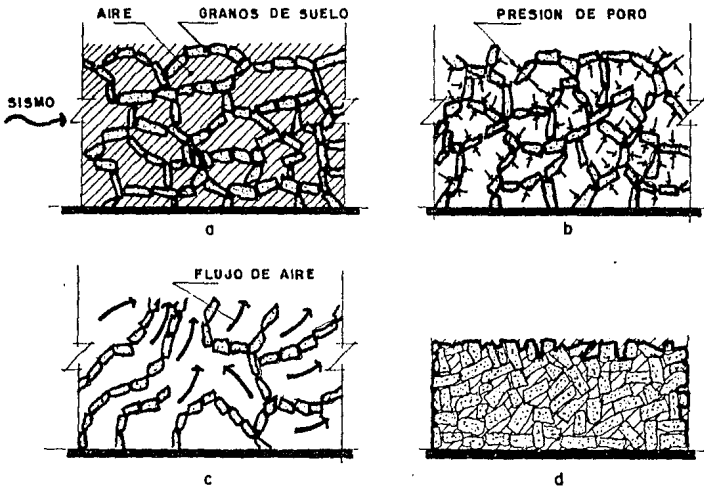 AIRE
GRANOS DE SUELO
PRESION DE PORO
SISMO
a
b
FLUJO DE AIRE
c
d